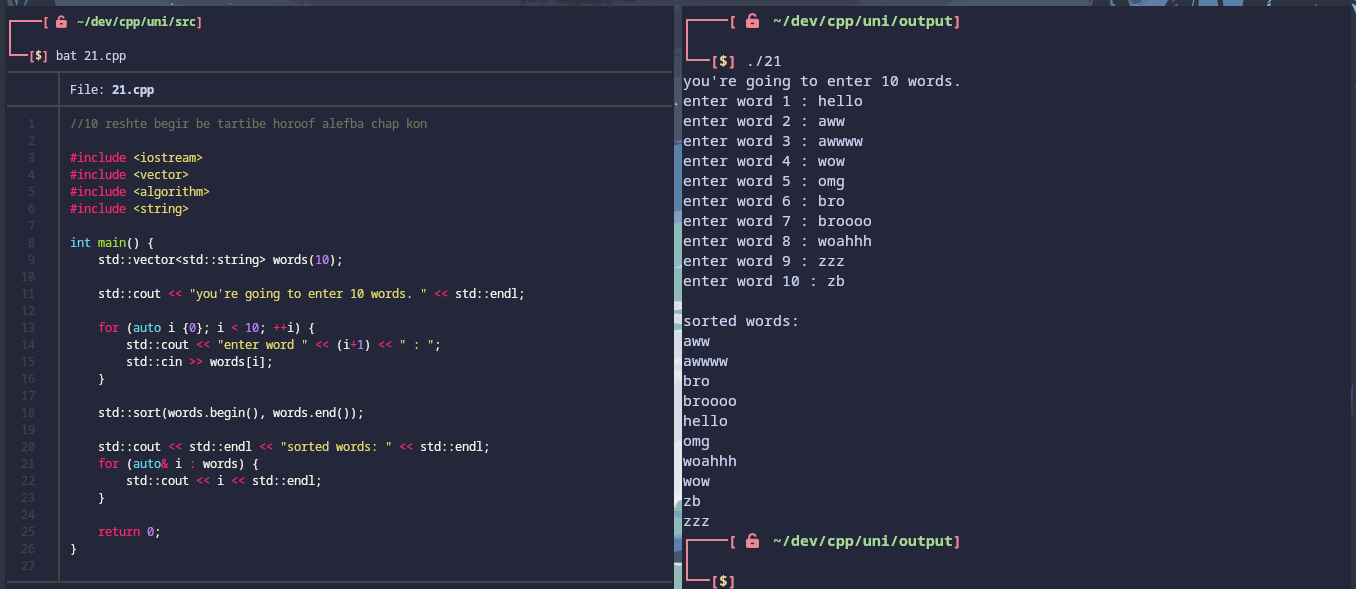 [ ~/dev/cpp/uni/src]
[$] bat 21.cpp
File: 21.cpp
1 //10 reshte begir be tartibe horoof alefba chap kon
2
3 #include <iostream>
4 #include <vector>
5 #include <algorithm>
6 #include <string>
7
8 int main() {
9     std::vector<std::string> words(10);
10
11     std::cout << "you're going to enter 10 words. " << std::endl;
12
13     for (auto i {0}; i < 10; ++i) {
14         std::cout << "enter word " << (i+1) << " : ";
15         std::cin >> words[i];
16     }
17
18     std::sort(words.begin(), words.end());
19
20     std::cout << std::endl << "sorted words: " << std::endl;
21     for (auto& i : words) {
22         std::cout << i << std::endl;
23     }
24
25     return 0;
26 }
27
[ ~/dev/cpp/uni/output]
[$] ./21
you're going to enter 10 words.
enter word 1 : hello
enter word 2 : aww
enter word 3 : awwww
enter word 4 : wow
enter word 5 : omg
enter word 6 : bro
enter word 7 : broooo
enter word 8 : woahhh
enter word 9 : zzz
enter word 10 : zb

sorted words:
aww
awwww
bro
broooo
hello
omg
woahhh
wow
zb
zzz
[ ~/dev/cpp/uni/output]
[$]